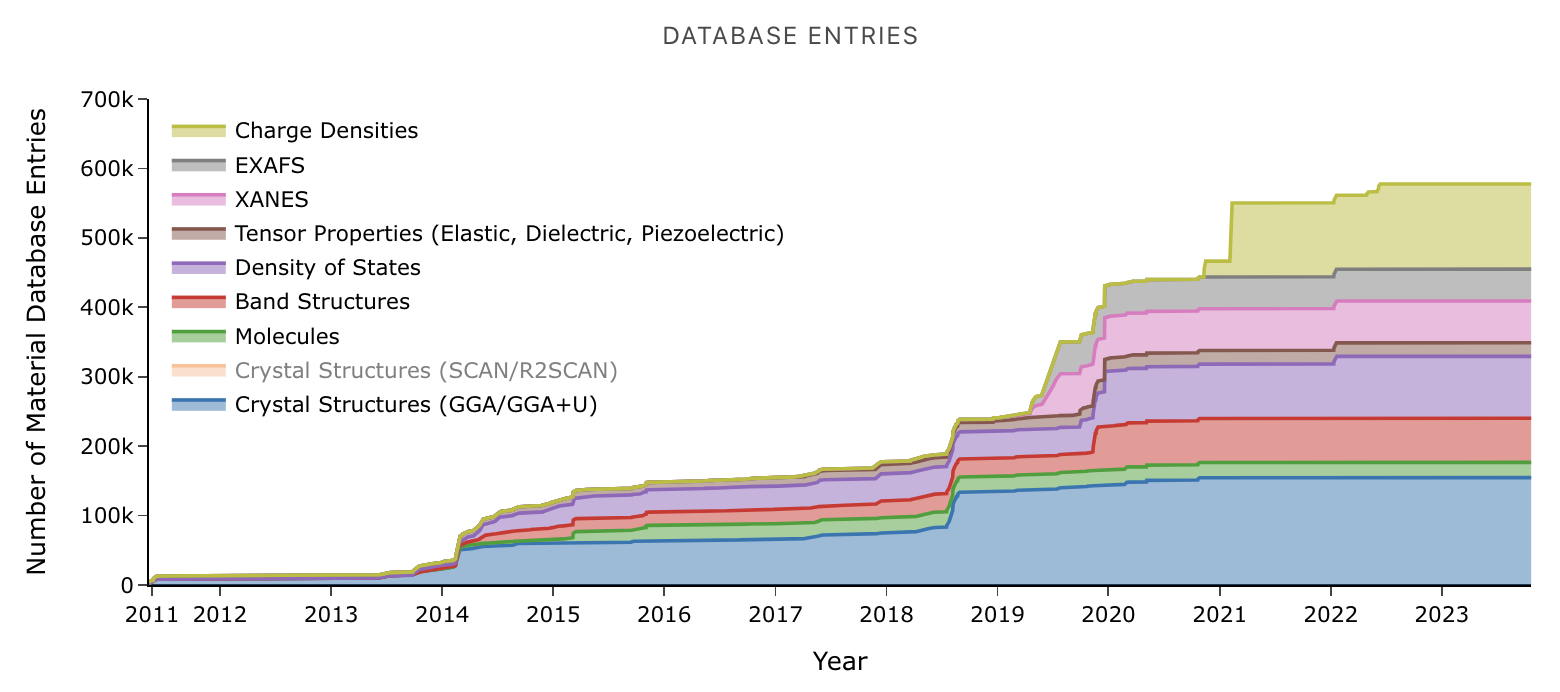 DATABASE ENTRIES
Number of Material Database Entries
700k
600k
500k
400k
300k
200k
100k
0
Charge Densities
EXAFS
XANES
Tensor Properties (Elastic, Dielectric, Piezoelectric)
Density of States
Band Structures
Molecules
Crystal Structures (SCAN/R2SCAN)
Crystal Structures (GGA/GGA+U)
2011 2012 2013 2014 2015 2016 2017 2018 2019 2020 2021 2022 2023
Year